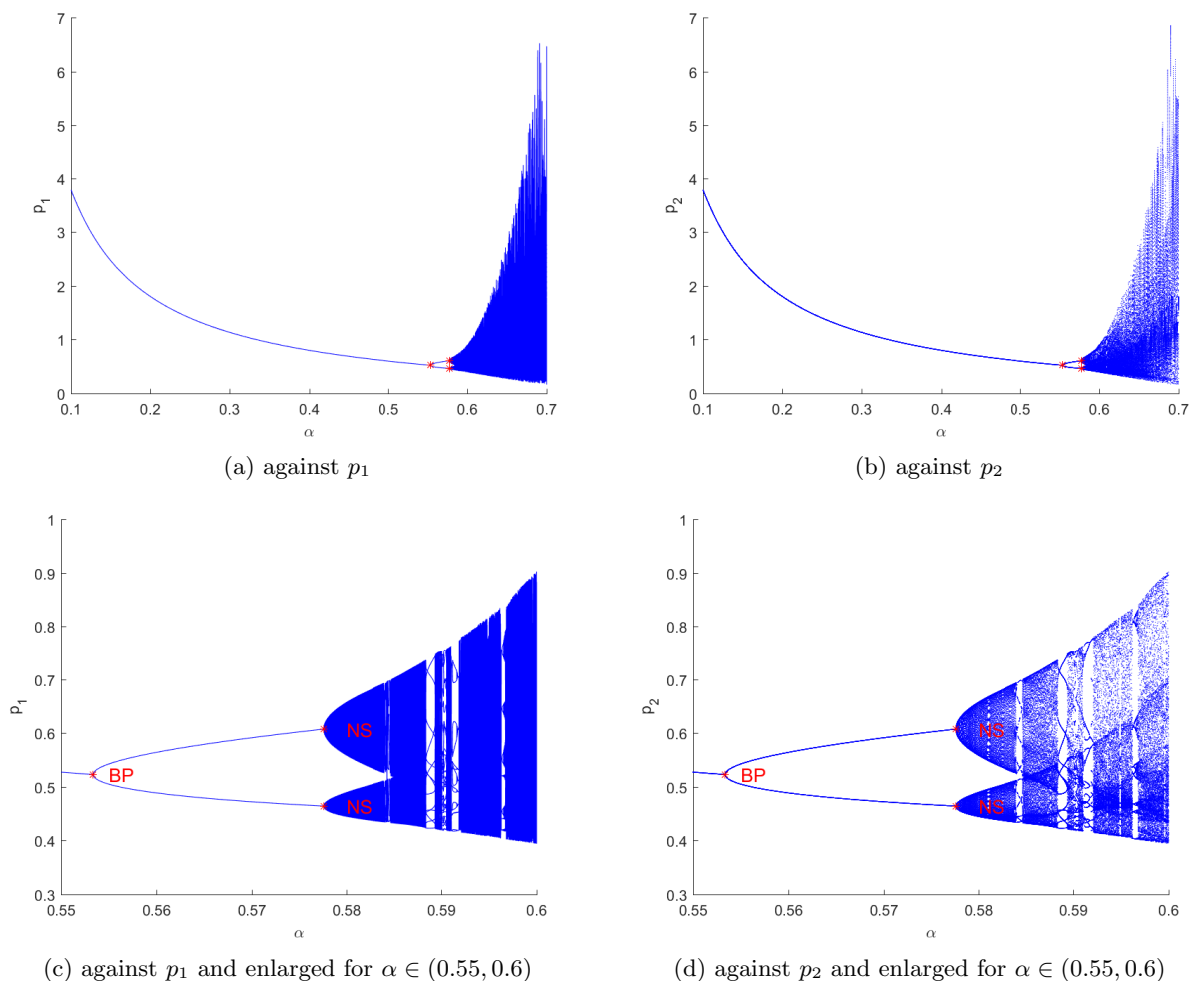 7
6
5
4
3
2
1
0
p₁
0.1 0.2 0.3 0.4 0.5 0.6 0.7
α
(a) against p₁
7
6
5
4
3
2
1
0
p₂
0.1 0.2 0.3 0.4 0.5 0.6 0.7
α
(b) against p₂
1
0.9
0.8
0.7
0.6
0.5
0.4
0.3
p₁
NS
BP
NS
0.55 0.56 0.57 0.58 0.59 0.6
α
(c) against p₁ and enlarged for α ∈ (0.55, 0.6)
1
0.9
0.8
0.7
0.6
0.5
0.4
0.3
p₂
NS
BP
NS
0.55 0.56 0.57 0.58 0.59 0.6
α
(d) against p₂ and enlarged for α ∈ (0.55, 0.6)